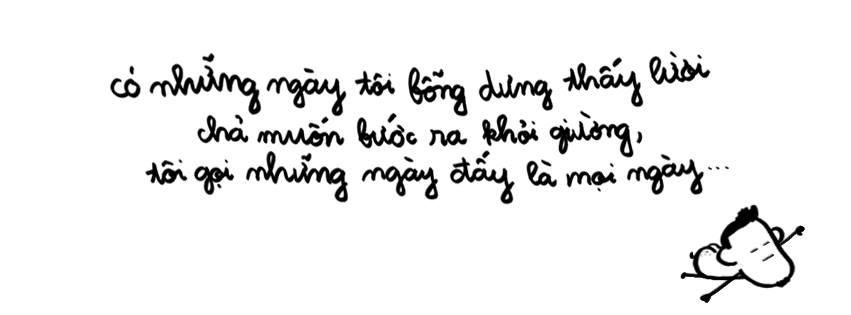 có những ngày tôi bỗng dưng thấy lười
chả muốn bước ra khỏi giường,
tôi gọi những ngày đấy là mọi ngày...